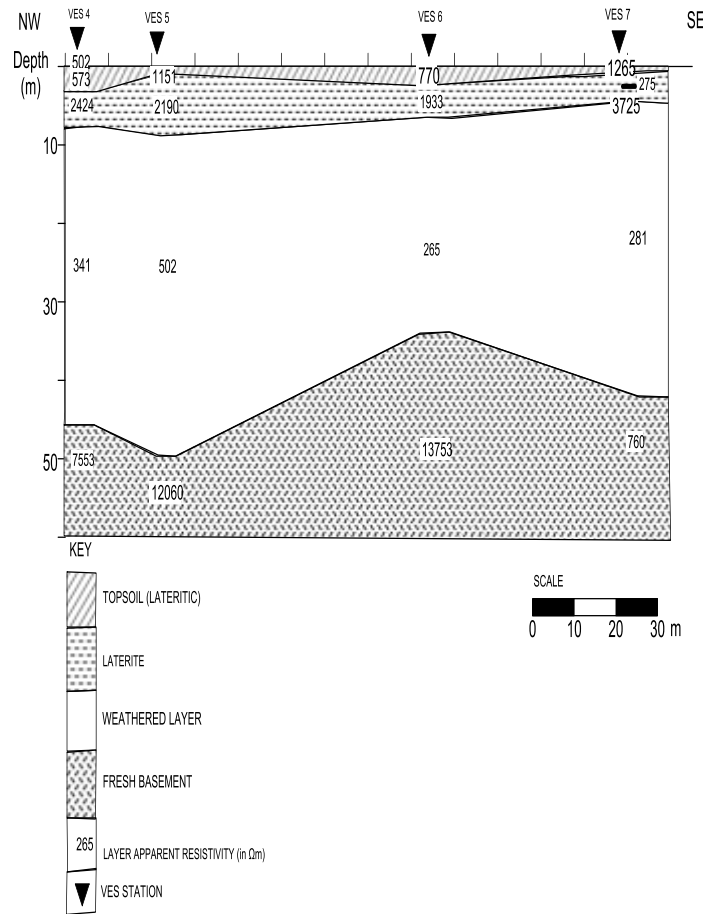 VES 4
VES 5
VES 6
VES 7
NW
SE
Depth
(m)
502
573
1151
770
1265
275
2424
2190
1933
3725
10
341
502
265
281
30
50
7553
12060
13753
760
KEY
TOPSOIL (LATERITIC)
LATERITE
WEATHERED LAYER
FRESH BASEMENT
265
LAYER APPARENT RESISTIVITY (in Ωm)
VES STATION
SCALE
0 10 20 30 m